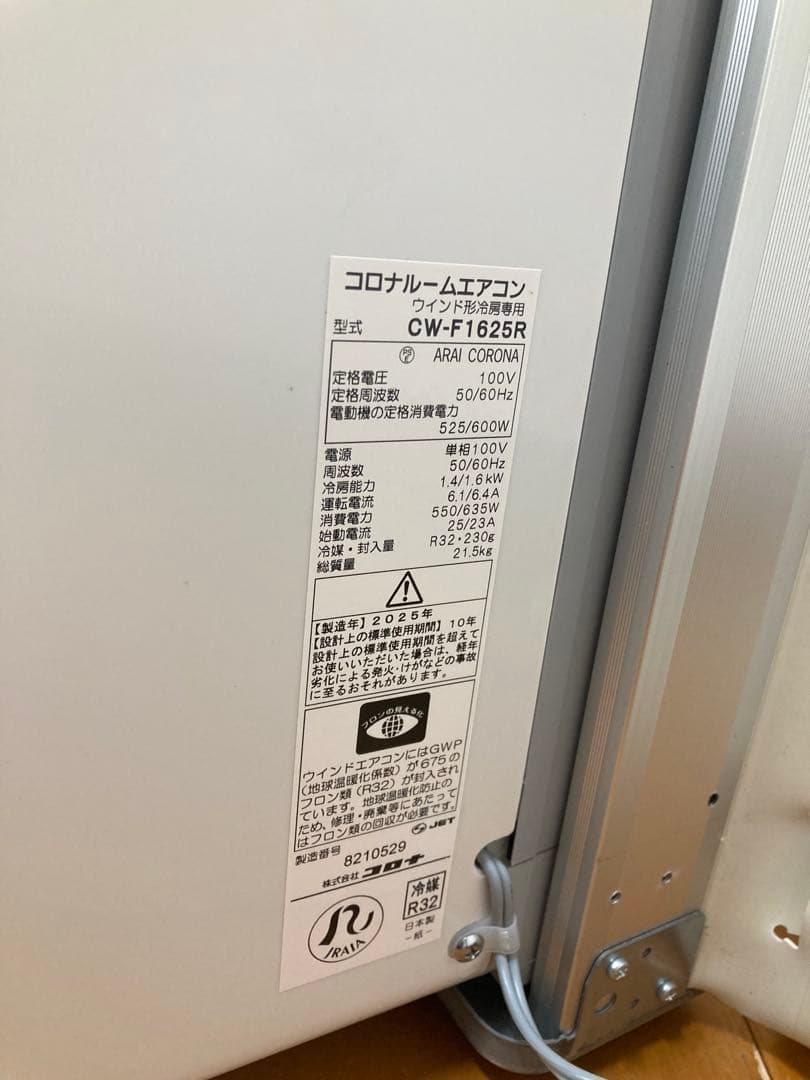 コロナルームエアコン
ウインド形冷房専用
型式 CW-F1625R
PS E ARAI CORONA
定格電圧 100V
定格周波数 50/60Hz
電動機の定格消費電力
525/600W
電源 単相100V
周波数 50/60Hz
冷房能力 1.4/1.6kW
運転電流 6.1/6.4A
消費電力 550/635W
始動電流 25/23A
冷媒・封入量 R32・230g
総質量 21.5kg
【製造年】2025年
【設計上の標準使用期間】10年
設計上の標準使用期間を超えて
お使いいただいた場合は、経年
劣化による発火・けがなどの事故
に至るおそれがあります。
フロンの見える化
ウインドエアコンにはGWP
(地球温暖化係数)が675の
フロン類(R32)が封入され
ています。地球温暖化防止の
ため、修理・廃棄等にあたって
はフロン類の回収が必要です。
JET
製造番号 8210529
株式会社 コロナ
JRAIA
冷媒
R32
日本製
-紙-